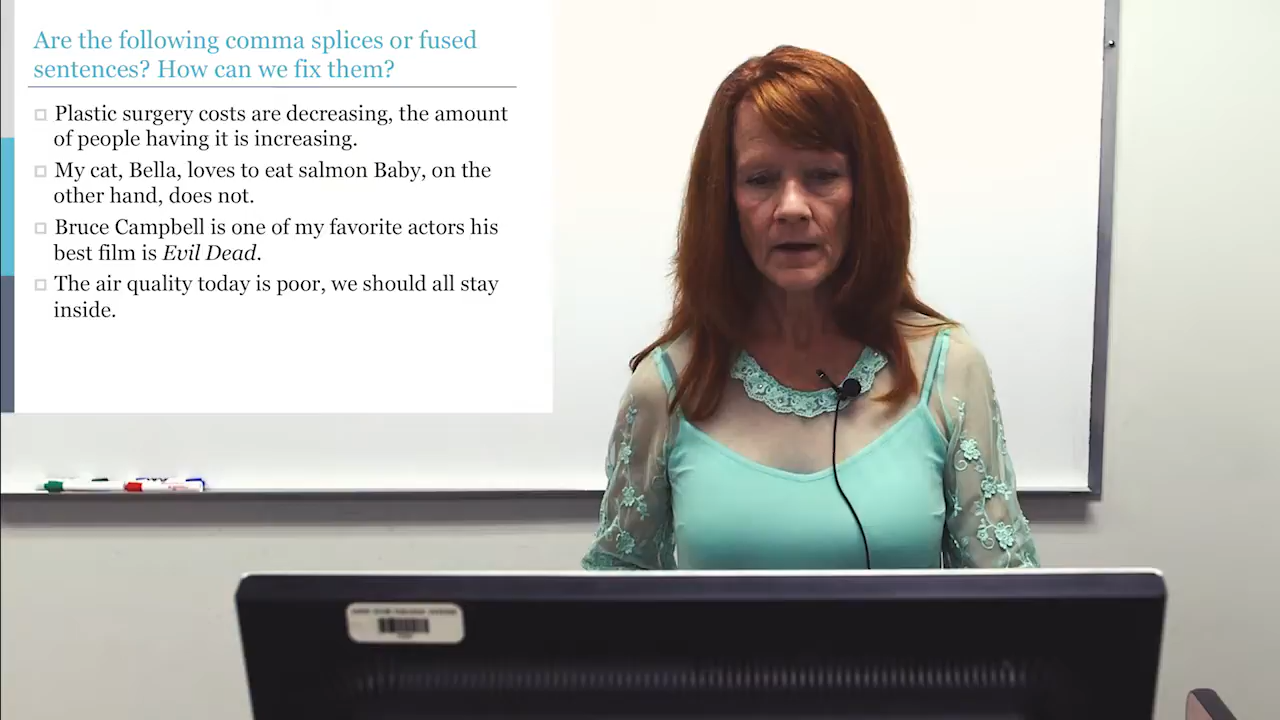 Are the following comma splices or fused
sentences? How can we fix them?
Plastic surgery costs are decreasing, the amount
of people having it is increasing.
My cat, Bella, loves to eat salmon Baby, on the
other hand, does not.
Bruce Campbell is one of my favorite actors his
best film is Evil Dead.
The air quality today is poor, we should all stay
inside.